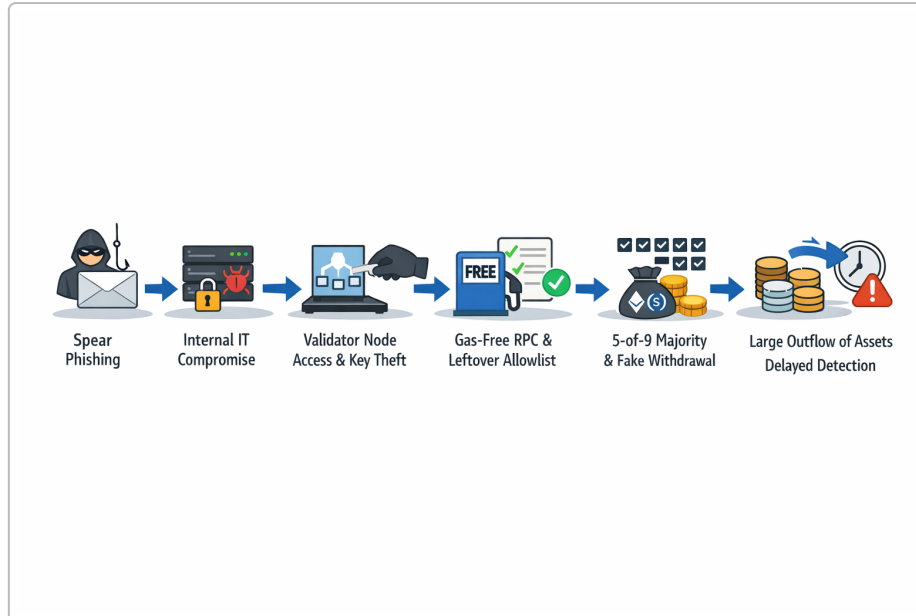 FREE
Spear
Phishing
Internal IT
Compromise
Validator Node
Access & Key Theft
Gas-Free RPC &
Leftover Allowlist
5-of-9 Majority
& Fake Withdrawal
Large Outflow of Assets
Delayed Detection